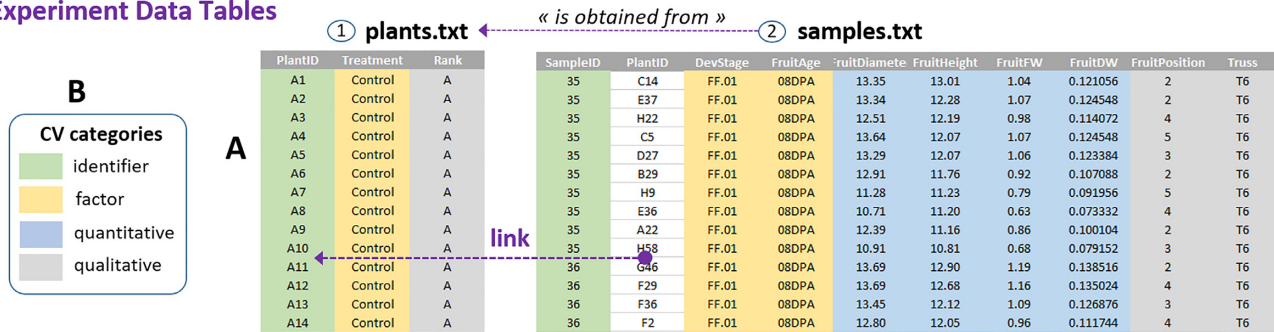 Experiment Data Tables
« is obtained from »
1 plants.txt
2 samples.txt
B
CV categories
identifier
factor
quantitative
qualitative
A
PlantID Treatment Rank
A1 Control A
A2 Control A
A3 Control A
A4 Control A
A5 Control A
A6 Control A
A7 Control A
A8 Control A
A9 Control A
A10 Control A
A11 Control A
A12 Control A
A13 Control A
A14 Control A
link
SampleID PlantID DevStage FruitAge FruitDiamete FruitHeight FruitFW FruitDW FruitPosition Truss
35 C14 FF.01 08DPA 13.35 13.01 1.04 0.121056 2 T6
35 E37 FF.01 08DPA 13.34 12.28 1.07 0.124548 2 T6
35 H22 FF.01 08DPA 12.51 12.19 0.98 0.114072 4 T6
35 C5 FF.01 08DPA 13.64 12.07 1.07 0.124548 5 T6
35 D27 FF.01 08DPA 13.29 12.07 1.06 0.123384 3 T6
35 B29 FF.01 08DPA 12.91 11.76 0.92 0.107088 2 T6
35 H9 FF.01 08DPA 11.28 11.23 0.79 0.091956 5 T6
35 E36 FF.01 08DPA 10.71 11.20 0.63 0.073332 4 T6
35 A22 FF.01 08DPA 12.39 11.16 0.86 0.100104 2 T6
35 H58 FF.01 08DPA 10.91 10.81 0.68 0.079152 3 T6
36 G46 FF.01 08DPA 13.69 12.90 1.19 0.138516 2 T6
36 F29 FF.01 08DPA 13.69 12.68 1.16 0.135024 4 T6
36 F36 FF.01 08DPA 13.45 12.12 1.09 0.126876 3 T6
36 F2 FF.01 08DPA 12.80 12.05 0.96 0.111744 4 T6